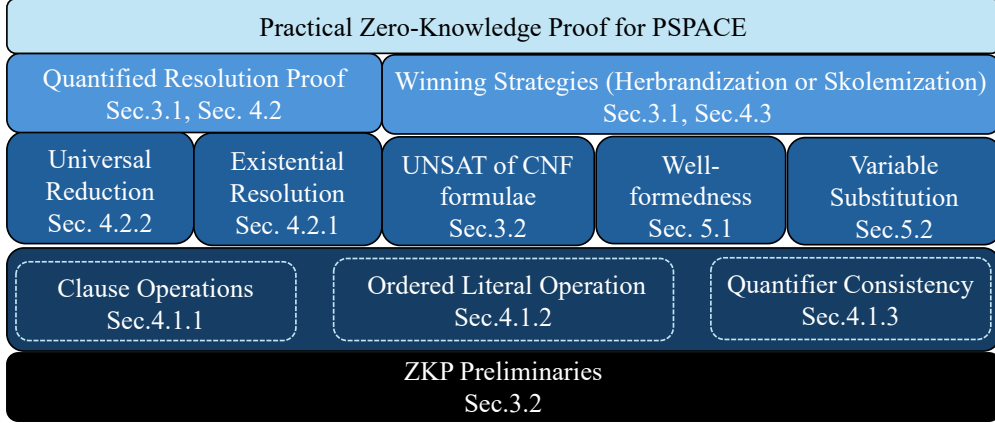 Practical Zero-Knowledge Proof for PSPACE
Quantified Resolution Proof
Sec.3.1, Sec. 4.2
Winning Strategies (Herbrandization or Skolemization)
Sec.3.1, Sec.4.3
Universal
Reduction
Sec. 4.2.2
Existential
Resolution
Sec. 4.2.1
UNSAT of CNF
formulae
Sec.3.2
Well-
formedness
Sec. 5.1
Variable
Substitution
Sec.5.2
Clause Operations
Sec.4.1.1
Ordered Literal Operation
Sec.4.1.2
Quantifier Consistency
Sec.4.1.3
ZKP Preliminaries
Sec.3.2